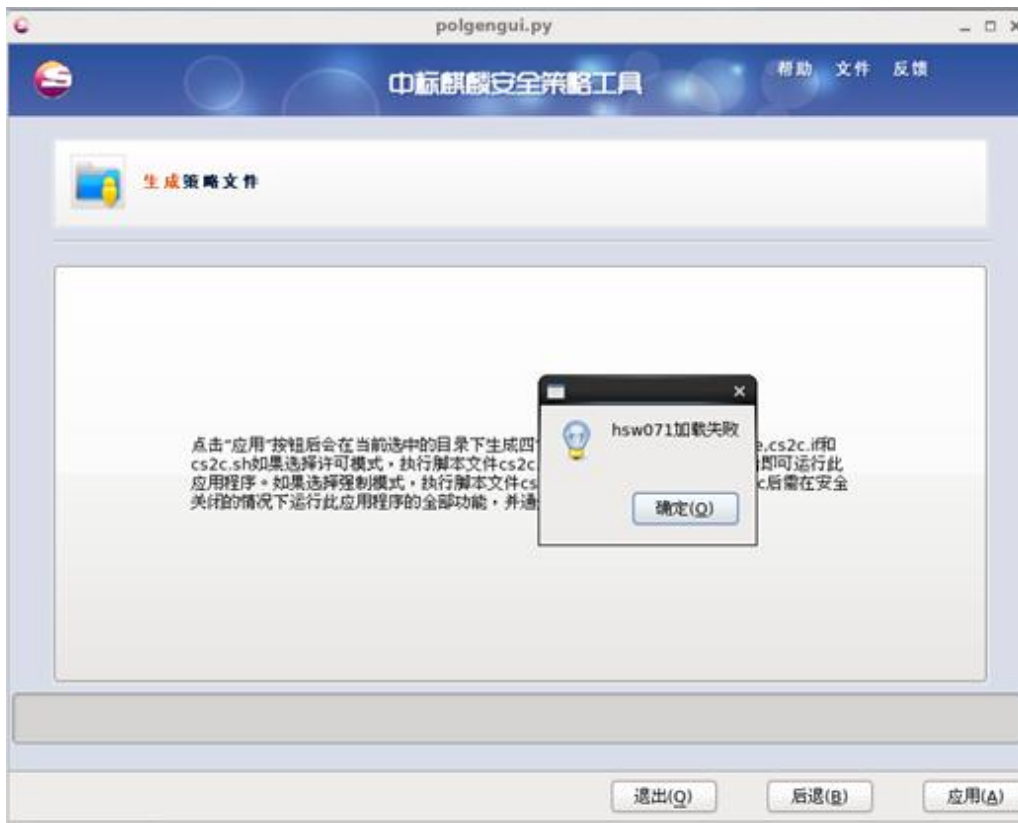 polgengui.py
中标麒麟安全策略工具
帮助 文件 反馈
生成策略文件
点击"应用"按钮后会在当前选中的目录下生成四 e,cs2c.if和
cs2c.sh如果选择许可模式，执行脚本文件cs2c. 即可运行此
应用程序。如果选择强制模式，执行脚本文件cs c后需在安全
关闭的情况下运行此应用程序的全部功能，并通
hsw071加载失败
确定(O)
退出(Q) 后退(B) 应用(A)